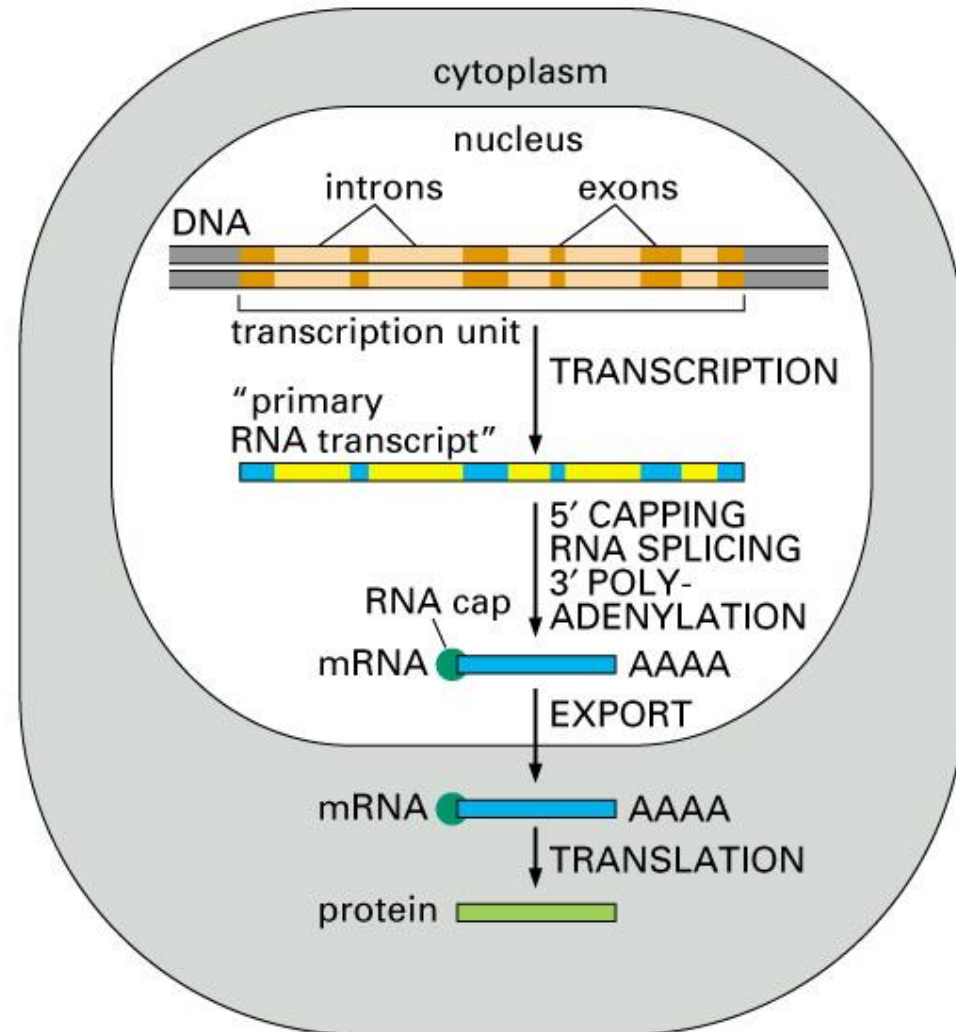 cytoplasm
nucleus
introns
exons
DNA
transcription unit
TRANSCRIPTION
“primary
RNA transcript”
5′ CAPPING
RNA SPLICING
3′ POLY-
ADENYLATION
RNA cap
mRNA
AAAA
EXPORT
mRNA
AAAA
TRANSLATION
protein